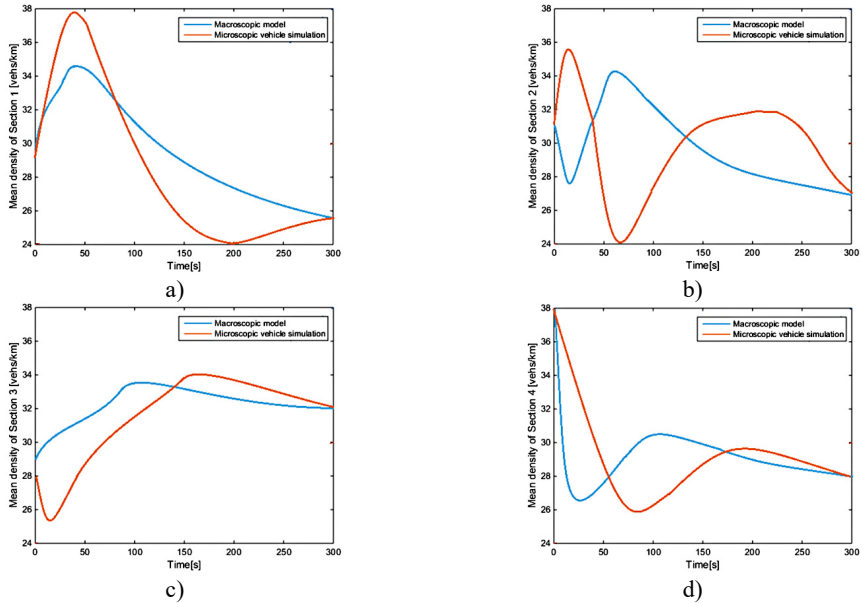 Mean density of Section 1 [vehs/km]
38
36
34
32
30
28
26
24
Macroscopic model
Microscopic vehicle simulation
0 50 100 150 200 250 300
Time[s]
a)
Mean density of Section 2 [vehs/km]
38
36
34
32
30
28
26
24
Macroscopic model
Microscopic vehicle simulation
0 50 100 150 200 250 300
Time[s]
b)
Mean density of Section 3 [vehs/km]
38
36
34
32
30
28
26
24
Macroscopic model
Microscopic vehicle simulation
0 50 100 150 200 250 300
Time[s]
c)
Mean density of Section 4 [vehs/km]
38
36
34
32
30
28
26
24
Macroscopic model
Microscopic vehicle simulation
0 50 100 150 200 250 300
Time[s]
d)